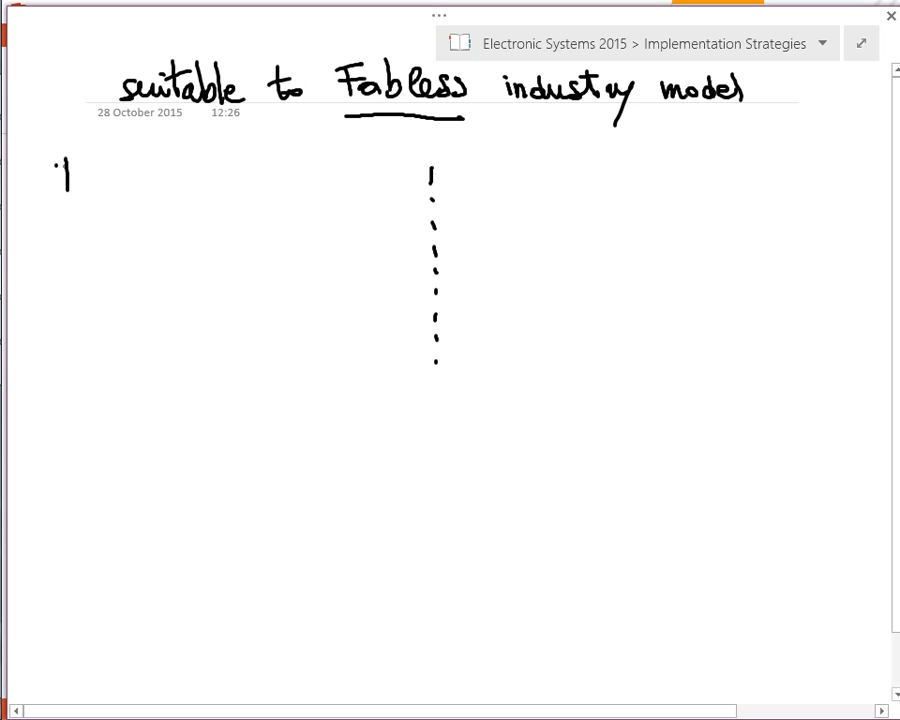 Electronic Systems 2015 > Implementation Strategies
suitable to Fabless industry model
28 October 2015 12:26